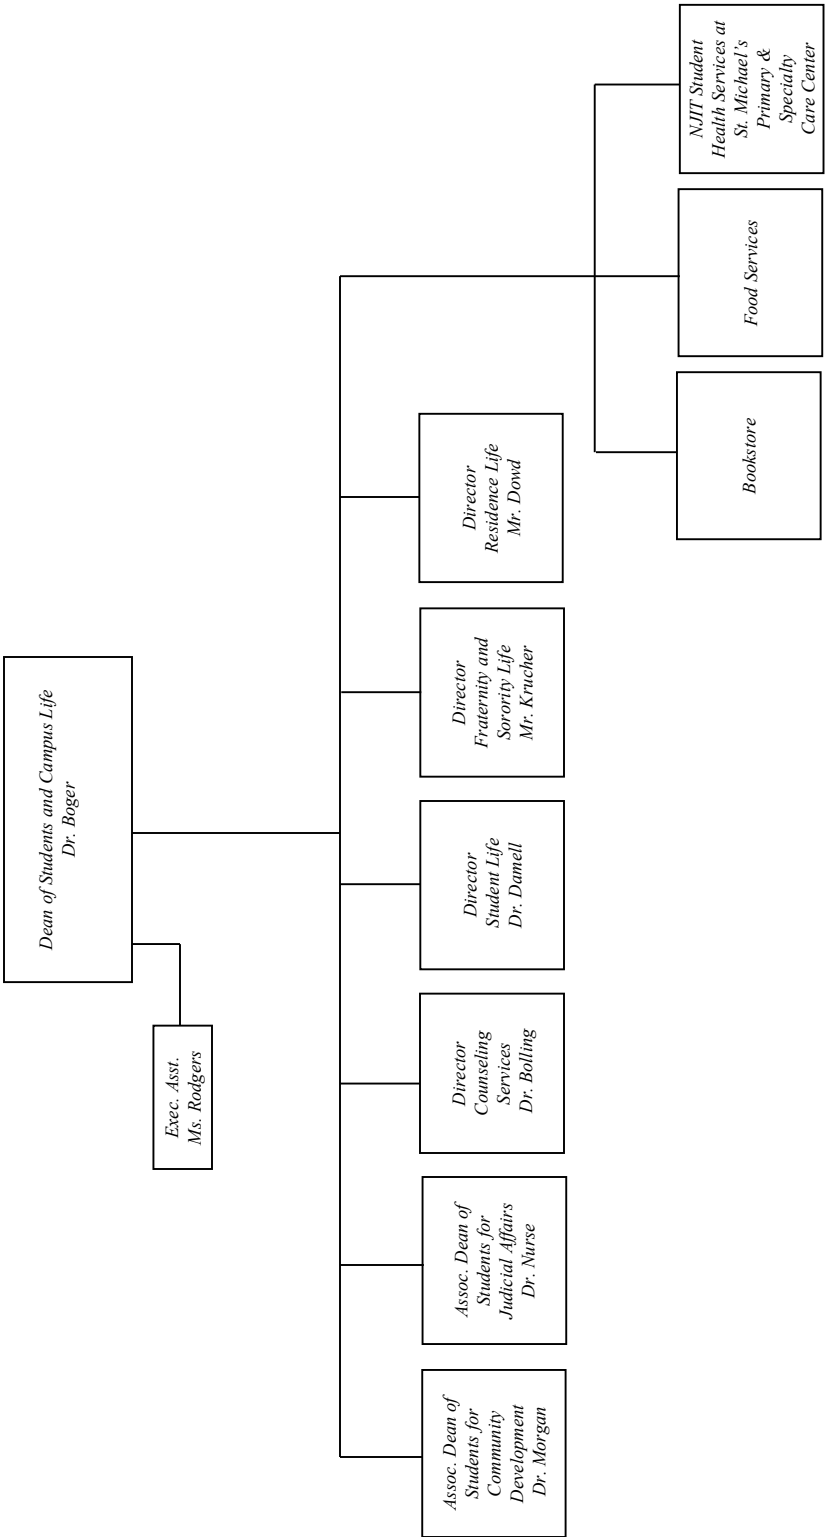 Dean of Students and Campus Life
Dr. Boger
Exec. Asst.
Ms. Rodgers
Assoc. Dean of
Students for
Community
Development
Dr. Morgan
Assoc. Dean of
Students for
Judicial Affairs
Dr. Nurse
Director
Counseling
Services
Dr. Bolling
Director
Student Life
Dr. Damell
Director
Fraternity and
Sorority Life
Mr. Krucher
Director
Residence Life
Mr. Dowd
Bookstore
Food Services
NJIT Student
Health Services at
St. Michael's
Primary &
Specialty
Care Center